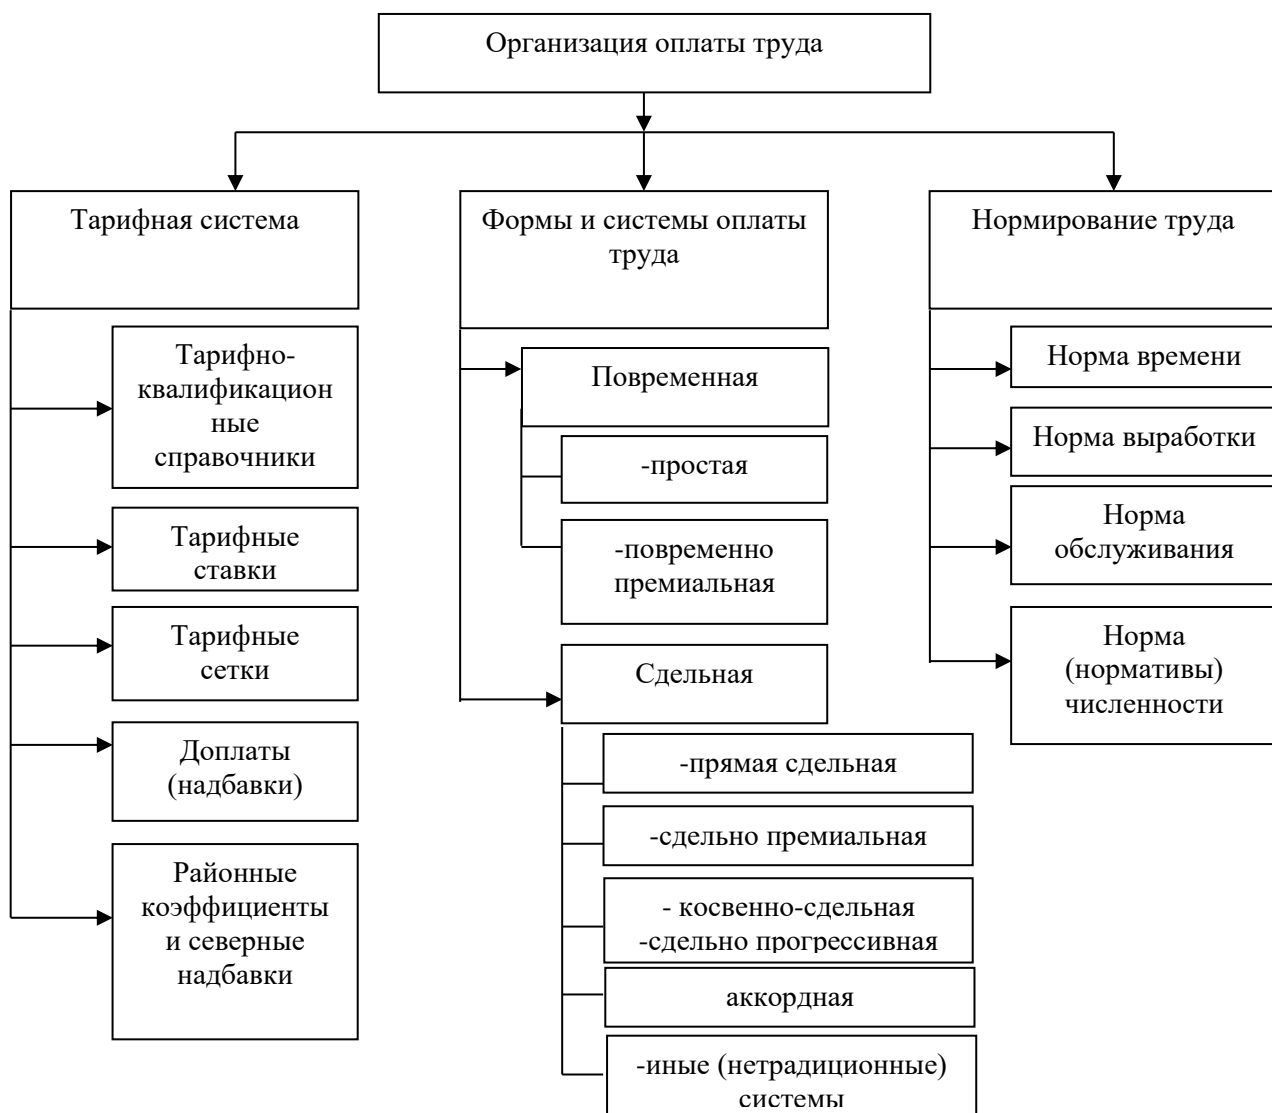 Организация оплаты труда
Тарифная система
Тарифно-
квалификацион
ные
справочники
Тарифные
ставки
Тарифные
сетки
Доплаты
(надбавки)
Районные
коэффициенты
и северные
надбавки
Формы и системы оплаты
труда
Повременная
-простая
-повременно
премиальная
Сдельная
-прямая сдельная
-сдельно премиальная
- косвенно-сдельная
-сдельно прогрессивная
аккордная
-иные (нетрадиционные)
системы
Нормирование труда
Норма времени
Норма выработки
Норма
обслуживания
Норма
(нормативы)
численности